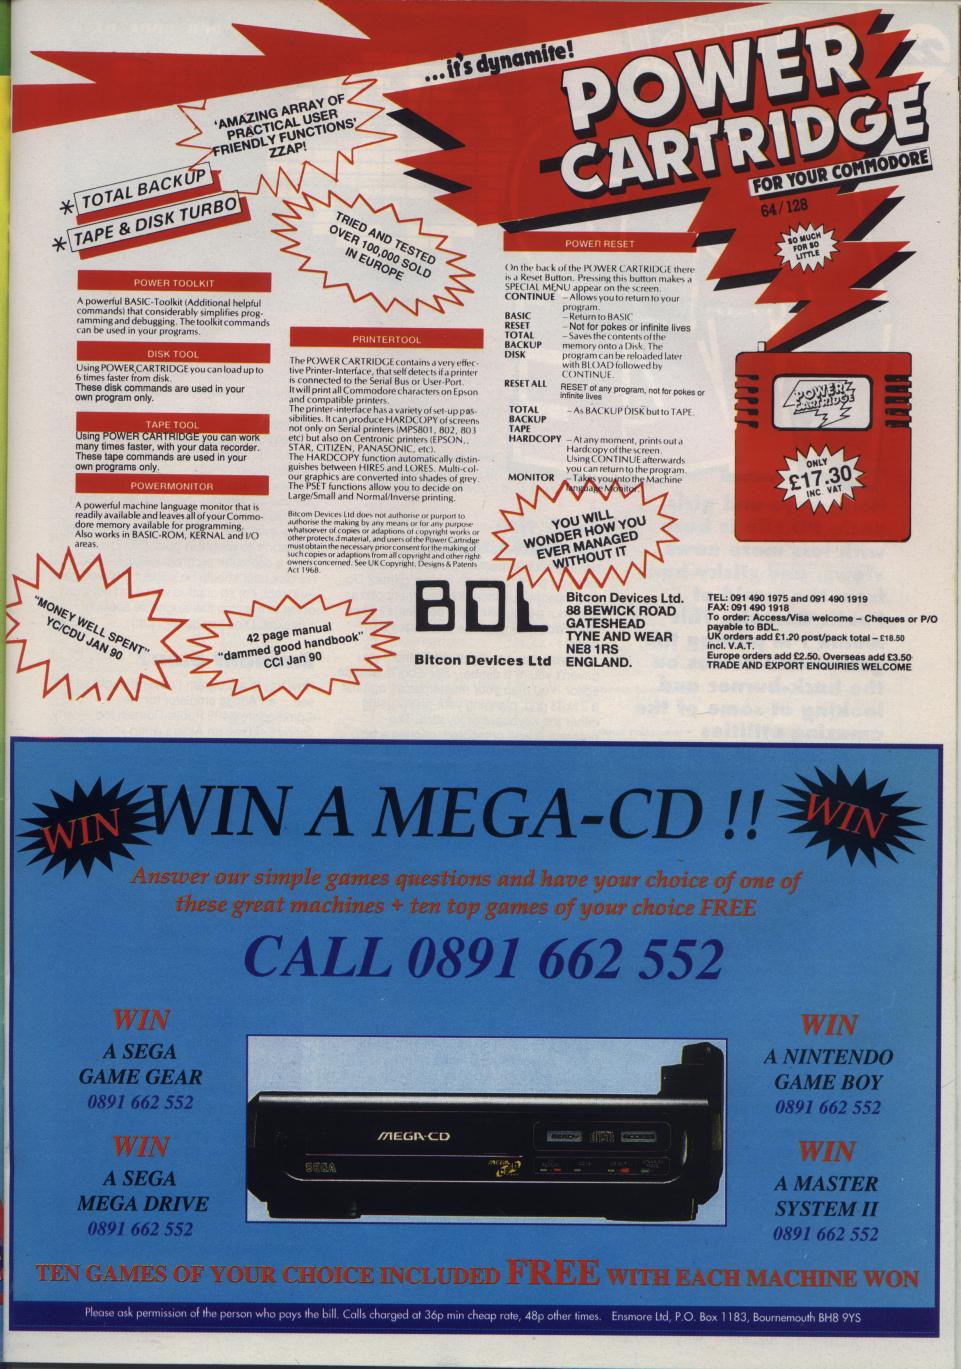 ...it's dynamite!
POWER
CARTRIDGE
FOR YOUR COMMODORE
64/128
'AMAZING ARRAY OF
PRACTICAL USER
FRIENDLY FUNCTIONS'
ZZAP!
* TOTAL BACKUP
* TAPE & DISK TURBO
TRIED AND TESTED
OVER 100,000 SOLD
IN EUROPE
SO MUCH
FOR SO
LITTLE
POWER TOOLKIT
A powerful BASIC-Toolkit (Additional helpful
commands) that considerably simplifies prog-
ramming and debugging. The toolkit commands
can be used in your programs.
DISK TOOL
Using POWER CARTRIDGE you can load up to
6 times faster from disk.
These disk commands are used in your
own program only.
TAPE TOOL
Using POWER CARTRIDGE you can work
many times faster, with your data recorder.
These tape commands are used in your
own programs only.
POWERMONITOR
A powerful machine language monitor that is
readily available and leaves all of your Commo-
dore memory available for programming.
Also works in BASIC-ROM, KERNAL and I/O
areas.
PRINTERTOOL
The POWER CARTRIDGE contains a very effec-
tive Printer-Interface, that self detects if a printer
is connected to the Serial Bus or User-Port.
It will print all Commodore characters on Epson
and compatible printers.
The printer-interface has a variety of set-up pos-
sibilities. It can produce HARDCOPY of screens
not only on Serial printers (MPS801, 802, 803
etc) but also on Centronic printers (EPSON,,
STAR, CITIZEN, PANASONIC, etc).
The HARDCOPY function automatically distin-
guishes between HIRES and LORES. Multi-col-
our graphics are converted into shades of grey.
The PSET functions allow you to decide on
Large/Small and Normal/Inverse printing.
Bitcom Devices Ltd does not authorise or purport to
authorise the making by any means or for any purpose
whatsoever of copies or adaptions of copyright works or
other protected material, and users of the Power Cartridge
must obtain the necessary prior consent for the making of
such copies or adaptions from all copyright and other right
owners concerned. See UK Copyright, Designs & Patents
Act 1968.
POWER RESET
On the back of the POWER CARTRIDGE there
is a Reset Button. Pressing this button makes a
SPECIAL MENU appear on the screen.
CONTINUE – Allows you to return to your
program.
BASIC – Return to BASIC
RESET – Not for pokes or infinite lives
TOTAL – Saves the contents of the
BACKUP memory onto a Disk. The
DISK program can be reloaded later
with BLOAD followed by
CONTINUE.
RESET ALL RESET of any program, not for pokes or
infinite lives
TOTAL – As BACKUP DISK but to TAPE.
BACKUP
TAPE
HARDCOPY – At any moment, prints out a
Hardcopy of the screen.
Using CONTINUE afterwards
you can return to the program.
MONITOR – Takes you into the Machine
language Monitor.
POWER
CARTRIDGE
ONLY
£17.30
INC. VAT
YOU WILL
WONDER HOW YOU
EVER MANAGED
WITHOUT IT
"MONEY WELL SPENT"
YC/CDU JAN 90
42 page manual
"dammed good handbook"
CCI Jan 90
BDL
Bitcon Devices Ltd
Bitcon Devices Ltd.
88 BEWICK ROAD
GATESHEAD
TYNE AND WEAR
NE8 1RS
ENGLAND.
TEL: 091 490 1975 and 091 490 1919
FAX: 091 490 1918
To order: Access/Visa welcome – Cheques or P/O
payable to BDL.
UK orders add £1.20 post/pack total – £18.50
incl. V.A.T.
Europe orders add £2.50. Overseas add £3.50
TRADE AND EXPORT ENQUIRIES WELCOME
WIN
WIN A MEGA-CD !!
WIN
Answer our simple games questions and have your choice of one of
these great machines + ten top games of your choice FREE
CALL 0891 662 552
WIN
A SEGA
GAME GEAR
0891 662 552
WIN
A SEGA
MEGA DRIVE
0891 662 552
MEGA-CD
SEGA
WIN
A NINTENDO
GAME BOY
0891 662 552
WIN
A MASTER
SYSTEM II
0891 662 552
TEN GAMES OF YOUR CHOICE INCLUDED FREE WITH EACH MACHINE WON
Please ask permission of the person who pays the bill. Calls charged at 36p min cheap rate, 48p other times. Ensmore Ltd, P.O. Box 1183, Bournemouth BH8 9YS